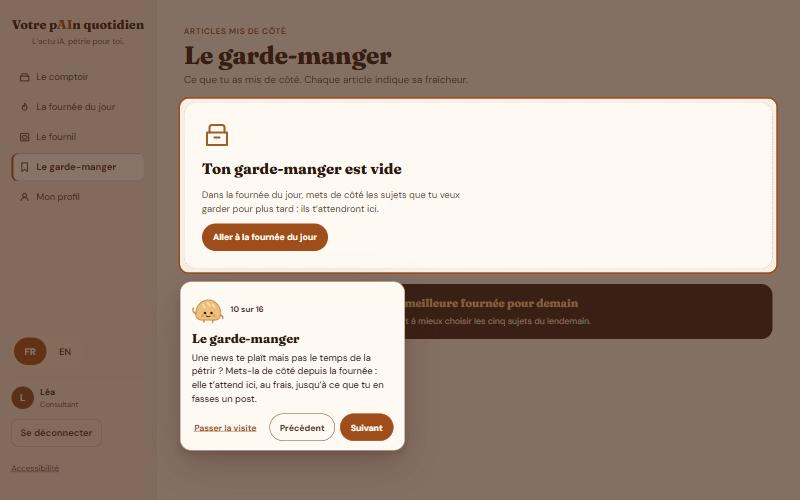 Votre pAIn quotidien
L'actu IA, pétrie pour toi.
Le comptoir
La fournée du jour
Le fournil
Le garde-manger
Mon profil
FR EN
L
Léa
Consultant
Se déconnecter
Accessibilité
ARTICLES MIS DE CÔTÉ
Le garde-manger
Ce que tu as mis de côté. Chaque article indique sa fraîcheur.
Ton garde-manger est vide
Dans la fournée du jour, mets de côté les sujets que tu veux
garder pour plus tard : ils t'attendront ici.
Aller à la fournée du jour
meilleure fournée pour demain
t à mieux choisir les cinq sujets du lendemain.
10 sur 16
Le garde-manger
Une news te plaît mais pas le temps de la
pétrir ? Mets-la de côté depuis la fournée :
elle t'attend ici, au frais, jusqu'à ce que tu en
fasses un post.
Passer la visite Précédent Suivant